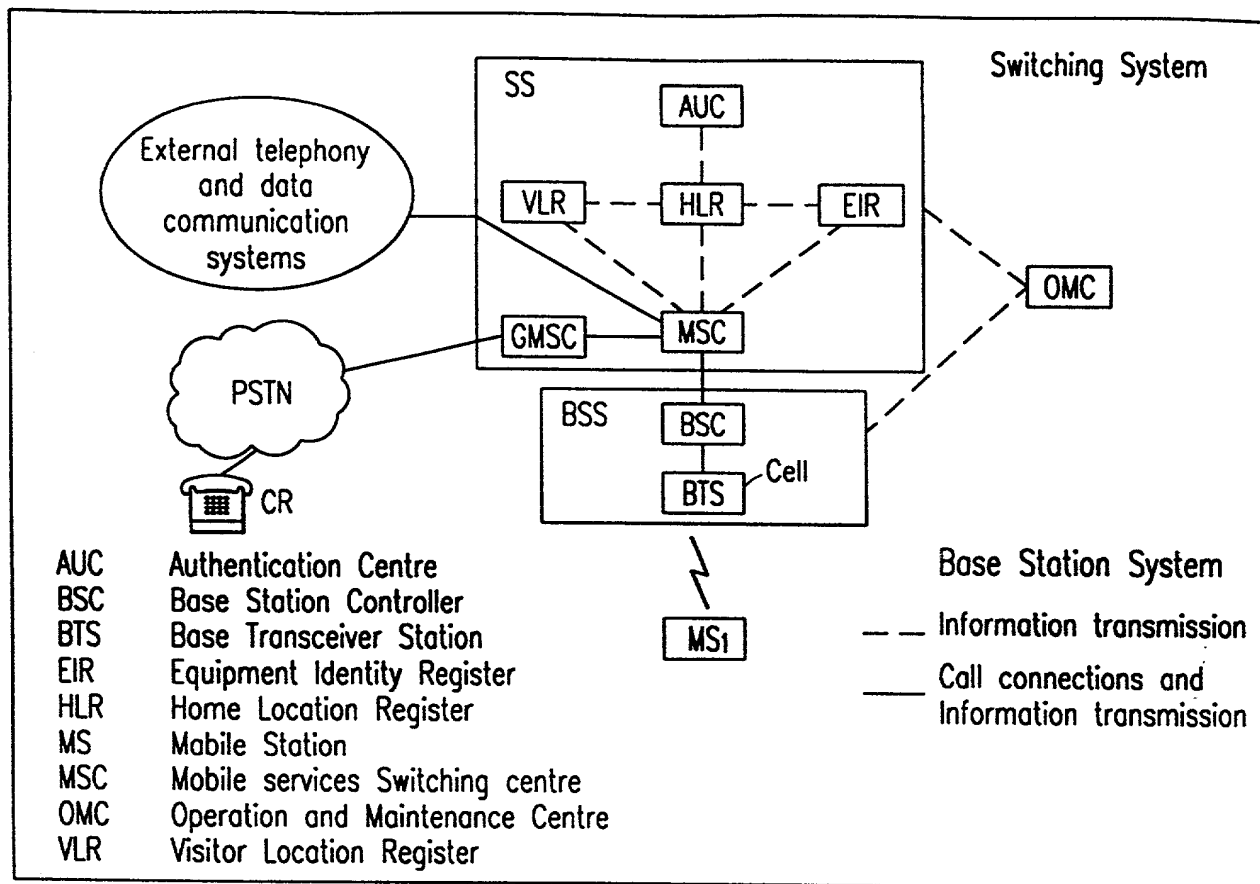 Switching System
SS
AUC
External telephony
and data
communication
systems
VLR
HLR
EIR
OMC
GMSC
MSC
PSTN
BSS
BSC
Cell
BTS
CR
AUC Authentication Centre
BSC Base Station Controller
BTS Base Transceiver Station
EIR Equipment Identity Register
HLR Home Location Register
MS Mabile Station
MSC Mobile services Switching centre
OMC Operation and Maintenance Centre
VLR Visitor Location Register
MS1
Base Station System
Information transmission
Call connections and
Information transmission